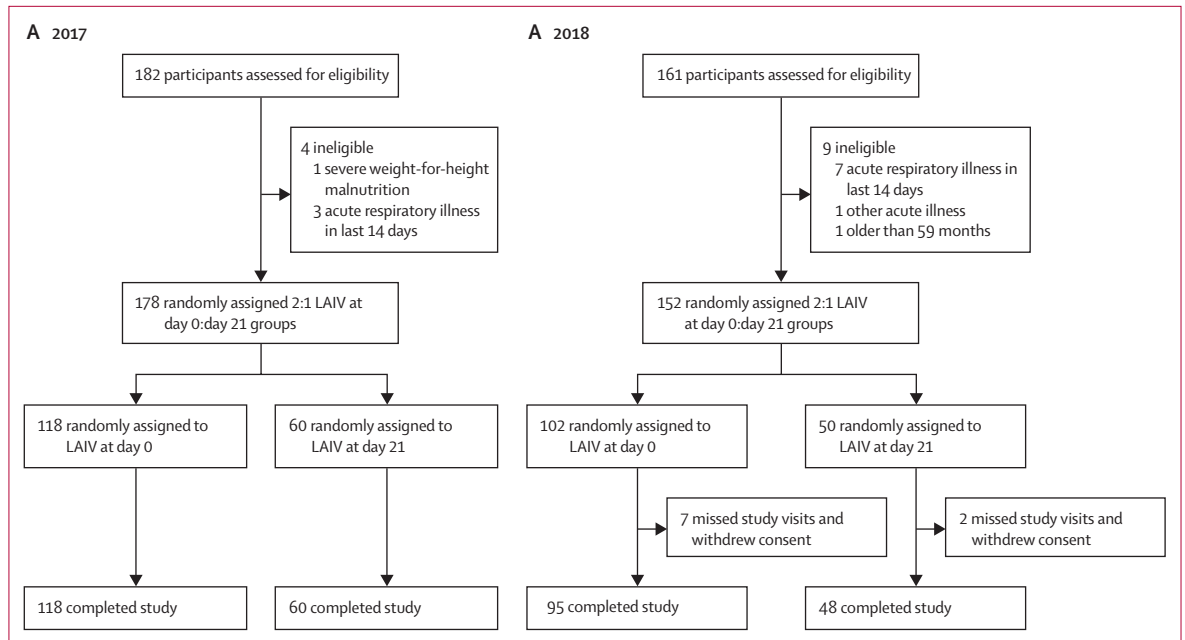 A 2017
182 participants assessed for eligibility
4 ineligible
1 severe weight-for-height
malnutrition
3 acute respiratory illness
in last 14 days
178 randomly assigned 2:1 LAIV at
day 0:day 21 groups
118 randomly assigned to
LAIV at day 0
60 randomly assigned to
LAIV at day 21
118 completed study
60 completed study
A 2018
161 participants assessed for eligibility
9 ineligible
7 acute respiratory illness in
last 14 days
1 other acute illness
1 older than 59 months
152 randomly assigned 2:1 LAIV
at day 0:day 21 groups
102 randomly assigned to
LAIV at day 0
50 randomly assigned to
LAIV at day 21
7 missed study visits and
withdrew consent
2 missed study visits and
withdrew consent
95 completed study
48 completed study